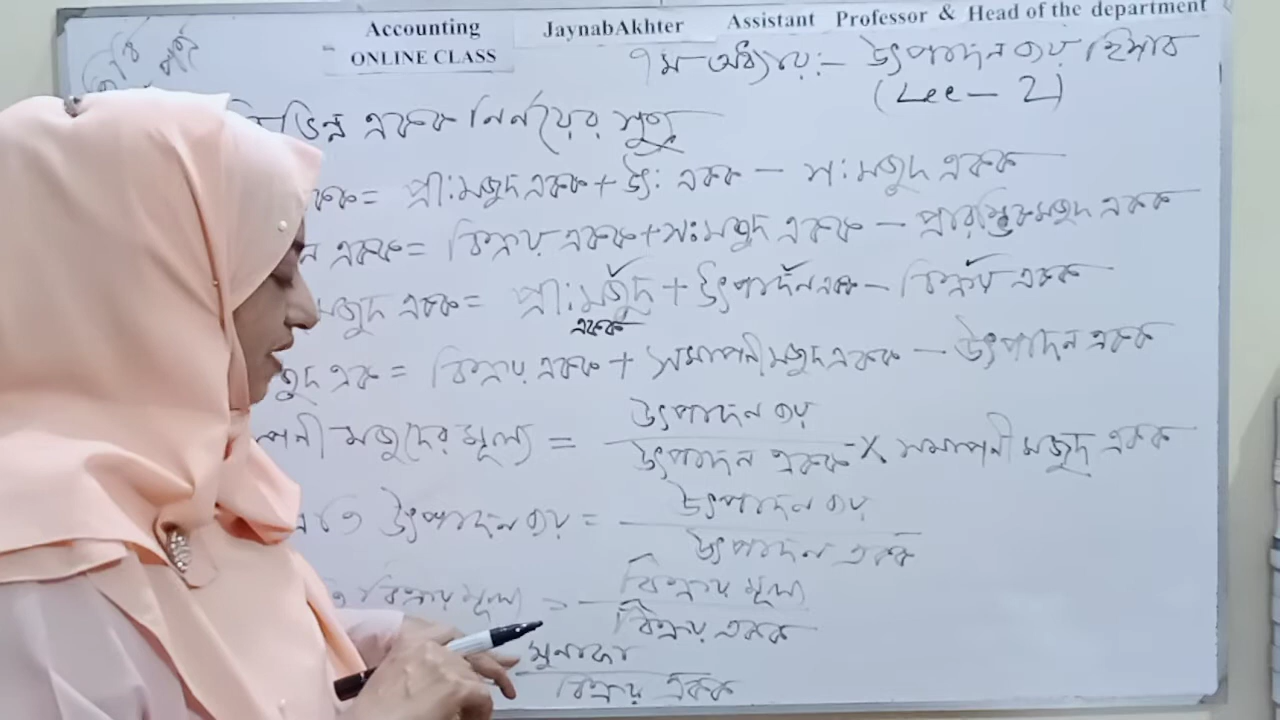 Accounting JaynabAkhter Assistant Professor & Head of the department
ONLINE CLASS
৭ম অধ্যায়:- উৎপাদন ব্যয় হিসাব
(Lec- 2)
একক নির্নয়ের সূত্র
= প্রা:মজুদ একক + উৎ: একক - স:মজুদ একক
একক = বিক্রয় একক + স:মজুদ একক - প্রারম্ভিক মজুদ একক
মজুদ একক = প্রা:মজুদ + উৎপাদন একক - বিক্রয় একক
একক
একক = বিক্রয় একক + সমাপনী মজুদ একক - উৎপাদন একক
মজুদের মূল্য = উৎপাদন ব্যয়
উৎপাদন একক × সমাপনী মজুদ একক
উৎপাদন ব্যয় = উৎপাদন ব্যয়
উৎপাদন একক
বিক্রয় মূল্য = বিক্রয় মূল্য
বিক্রয় একক
মুনাফা
বিক্রয় একক